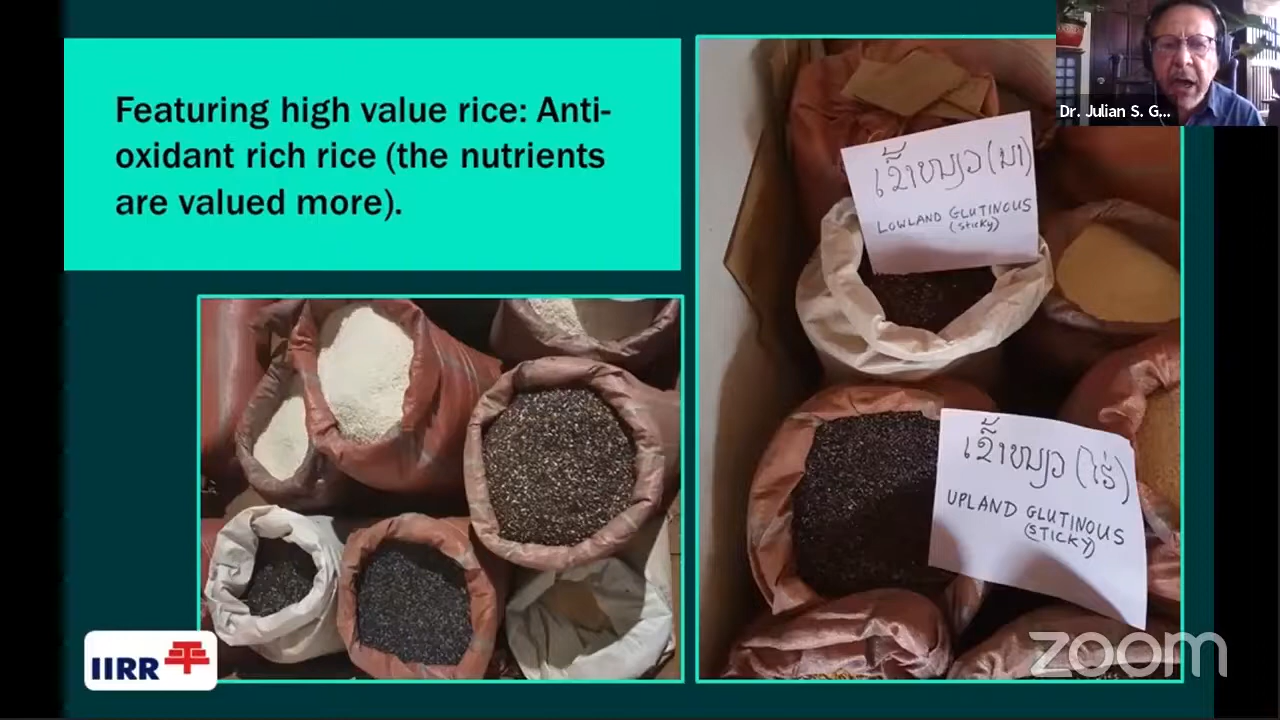 Featuring high value rice: Anti-
oxidant rich rice (the nutrients
are valued more).
Dr. Julian S. G...
ເຂົ້າໜຽວ (ນາ)
LOWLAND GLUTINOUS
(Sticky)
ເຂົ້າໜຽວ (ໄຮ່)
UPLAND GLUTINOUS
(STICKY)
IIRR
zoom